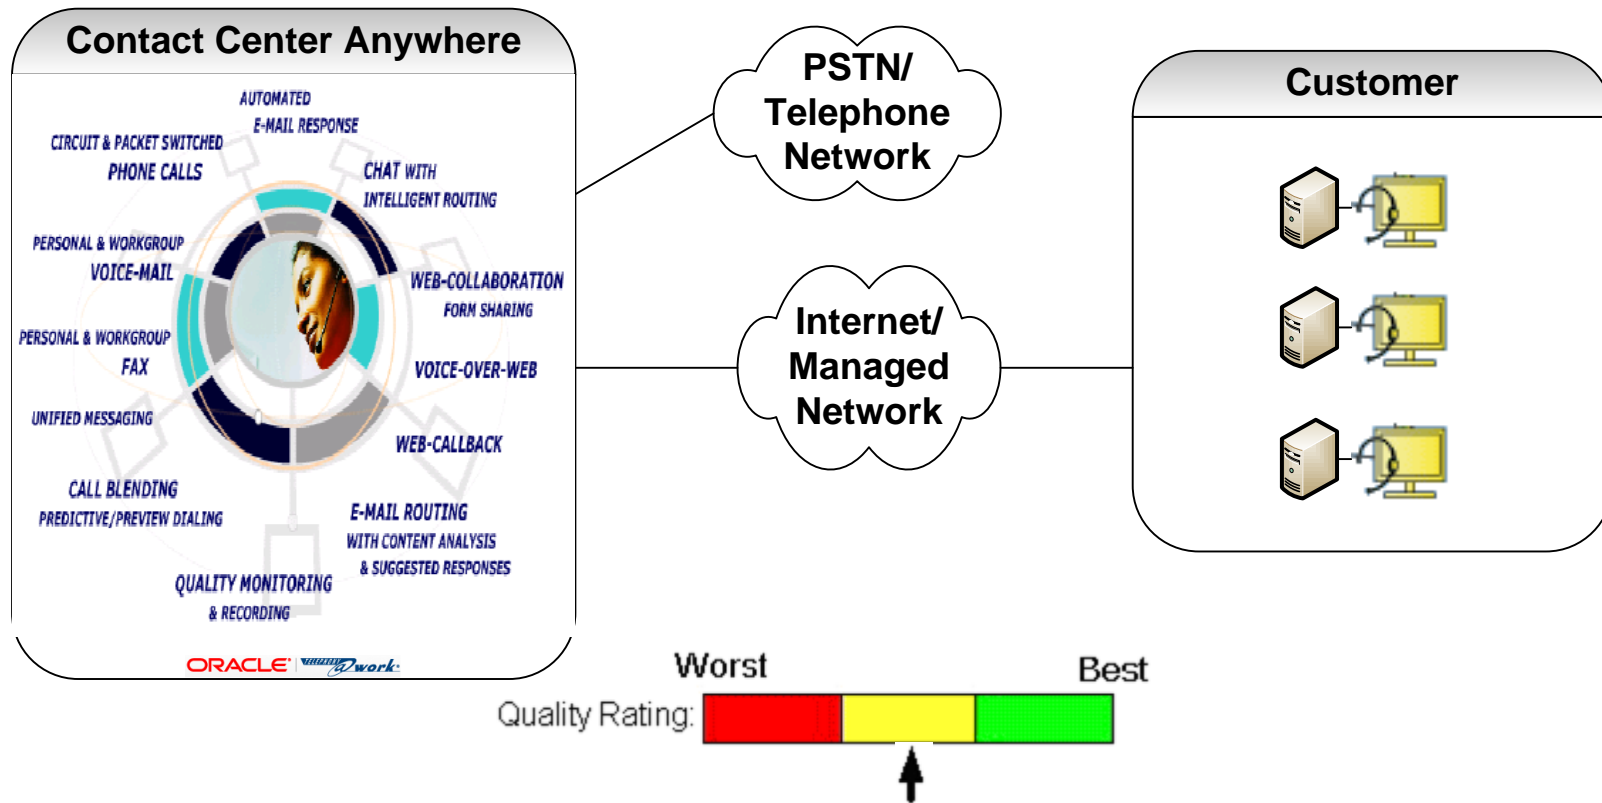 Contact Center Anywhere
AUTOMATED
E-MAIL RESPONSE
CIRCUIT & PACKET SWITCHED
PHONE CALLS
CHAT WITH
INTELLIGENT ROUTING
PERSONAL & WORKGROUP
VOICE-MAIL
WEB-COLLABORATION
FORM SHARING
PERSONAL & WORKGROUP
FAX
VOICE-OVER-WEB
UNIFIED MESSAGING
WEB-CALLBACK
CALL BLENDING
PREDICTIVE/PREVIEW DIALING
E-MAIL ROUTING
WITH CONTENT ANALYSIS
& SUGGESTED RESPONSES
QUALITY MONITORING
& RECORDING
ORACLE TELEPHONY@work
PSTN/
Telephone
Network
Internet/
Managed
Network
Customer
Worst
Best
Quality Rating: